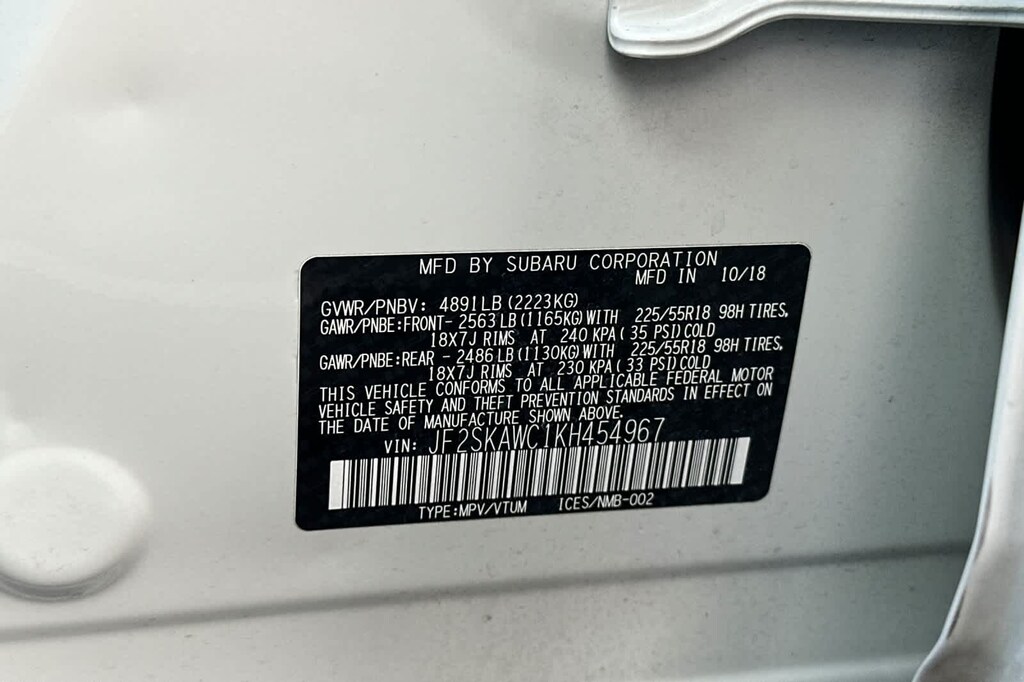 MFD BY SUBARU CORPORATION
MFD IN 10/18
GVWR/PNBV: 4891LB(2223KG)
GAWR/PNBE:FRONT- 2563LB(1165KG)WITH 225/55R18 98H TIRES,
18X7J RIMS AT 240 KPA( 35 PSI)COLD
GAWR/PNBE:REAR - 2486LB(1130KG)WITH 225/55R18 98H TIRES,
18X7J RIMS AT 230 KPA( 33 PSI)COLD
THIS VEHICLE CONFORMS TO ALL APPLICABLE FEDERAL MOTOR
VEHICLE SAFETY AND THEFT PREVENTION STANDARDS IN EFFECT ON
THE DATE OF MANUFACTURE SHOWN ABOVE.
VIN: JF2SKAWC1KH454967
TYPE:MPV/VTUM ICES/NMB-002